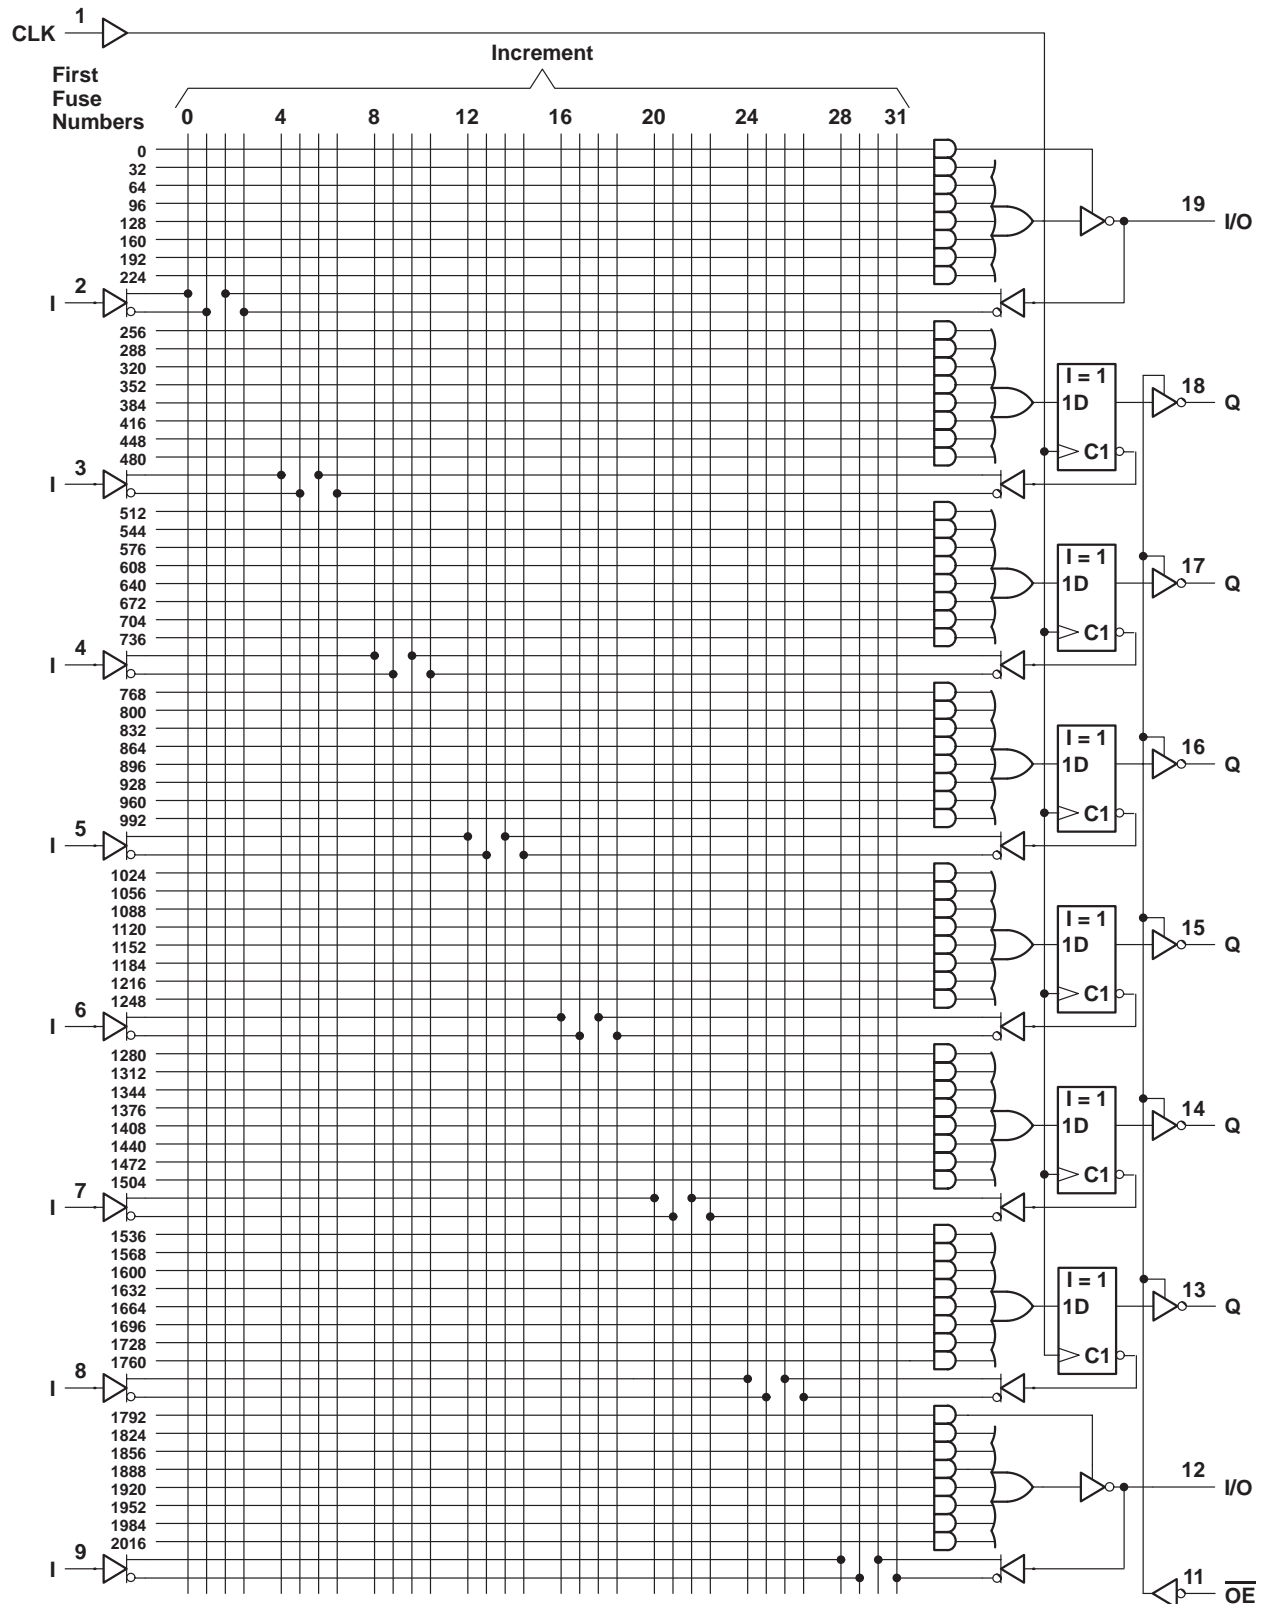 1
CLK
Increment
First
Fuse
Numbers
0 4 8 12 16 20 24 28 31
0
32
64
96
128
160
192
224
19
I/O
2
I
256
288
320
352
384
416
448
480
I = 1
1D
C1
18
Q
3
I
512
544
576
608
640
672
704
736
I = 1
1D
C1
17
Q
4
I
768
800
832
864
896
928
960
992
I = 1
1D
C1
16
Q
5
I
1024
1056
1088
1120
1152
1184
1216
1248
I = 1
1D
C1
15
Q
6
I
1280
1312
1344
1376
1408
1440
1472
1504
I = 1
1D
C1
14
Q
7
I
1536
1568
1600
1632
1664
1696
1728
1760
I = 1
1D
C1
13
Q
8
I
1792
1824
1856
1888
1920
1952
1984
2016
12
I/O
9
I
11
OE